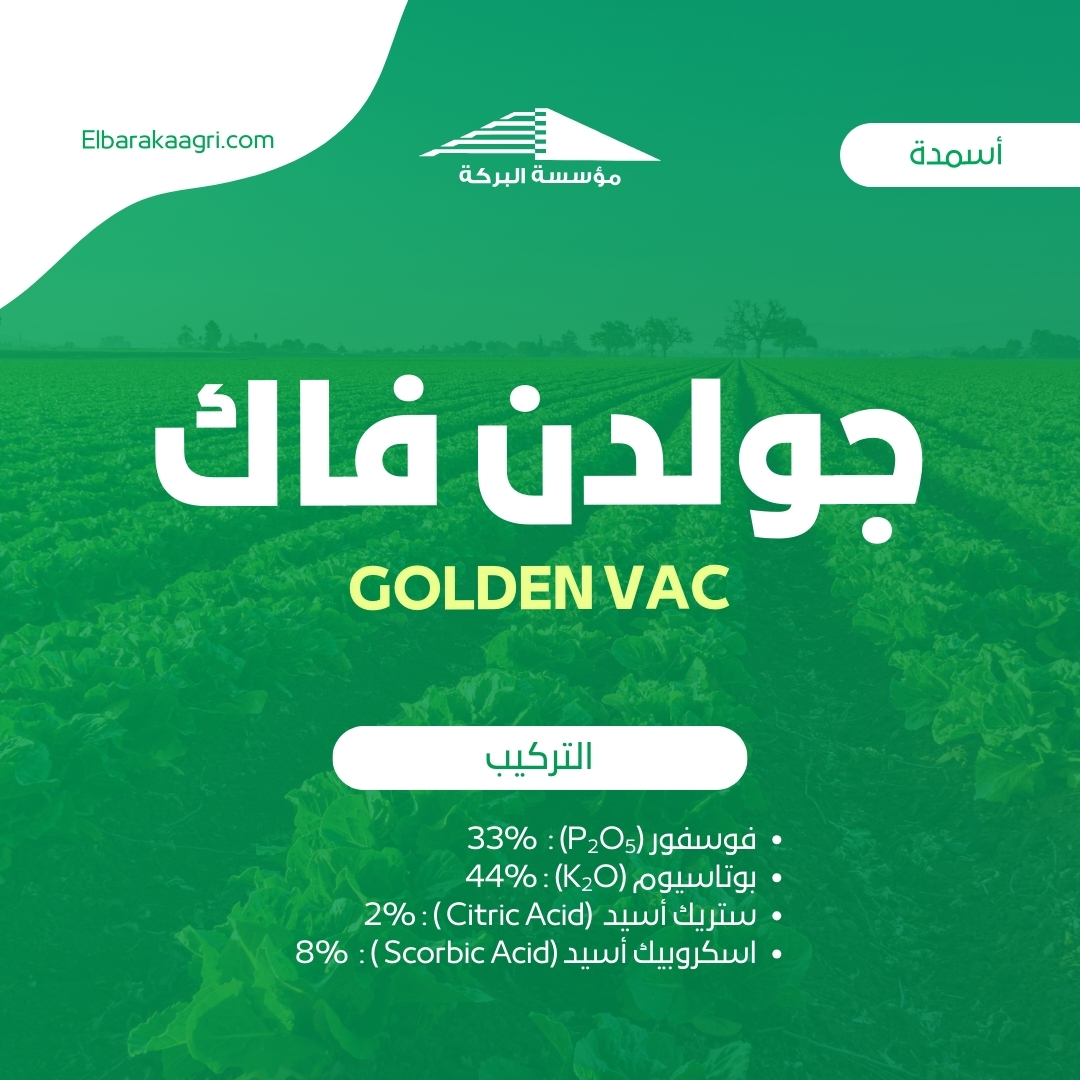 Elbarakaagri.com
مؤسسة البركة
أسمدة
جولدن فاك
GOLDEN VAC
التركيب
• فوسفور (P₂O₅) : 33%
• بوتاسيوم (K₂O) : 44%
• ستريك أسيد (Citric Acid ) : 2%
• اسكروبيك أسيد (Scorbic Acid ) : 8%